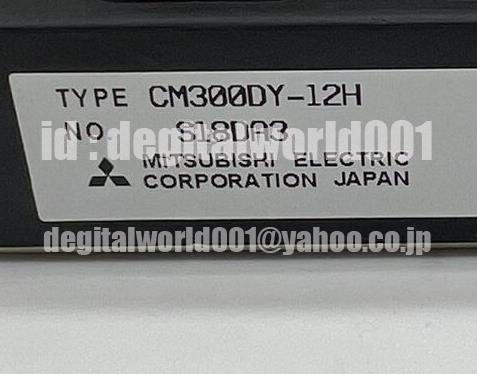 TYPE CM300DY-12H
NO. S18DA3
id:degitalworld001
MITSUBISHI ELECTRIC
CORPORATION JAPAN
degitalworld001@yahoo.co.jp